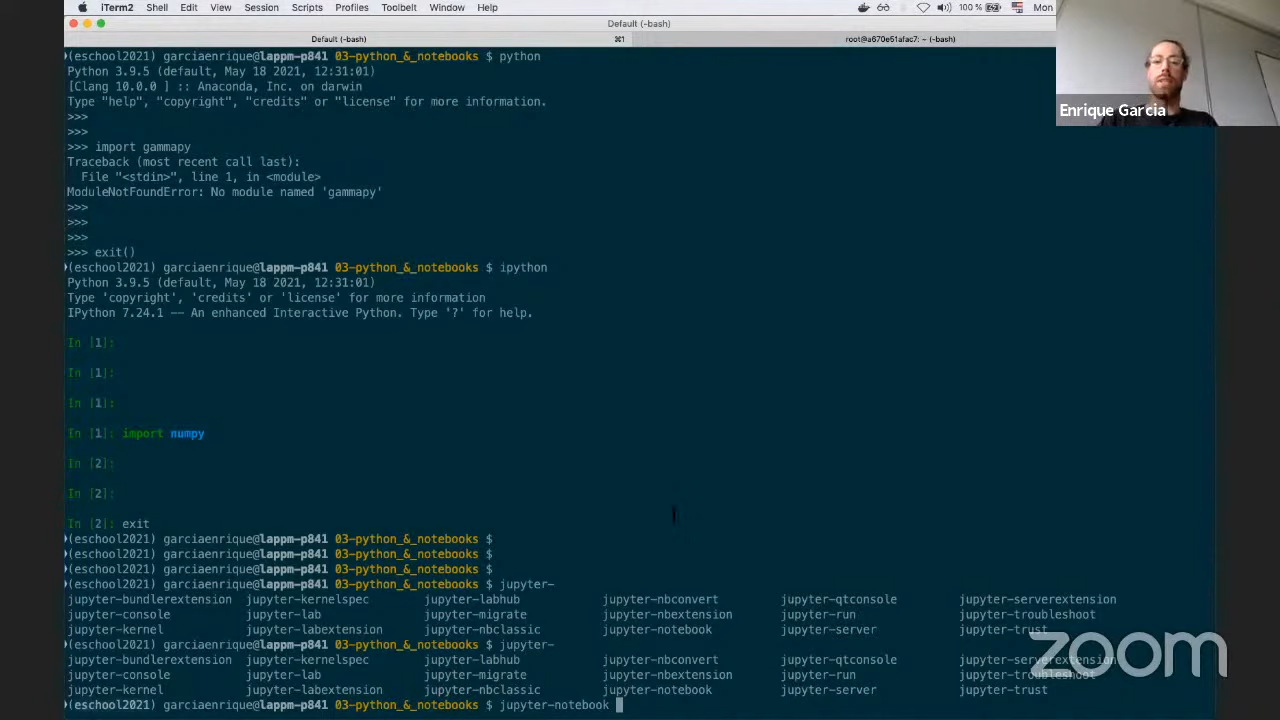 iTerm2 Shell Edit View Session Scripts Profiles Toolbelt Window Help 100 % Mon
Default (-bash)
Default (-bash) ⌘1 root@a670e51afac7: ~ (-bash)
(eschool2021) garciaenrique@lappm-p841 03-python_&_notebooks $ python
Python 3.9.5 (default, May 18 2021, 12:31:01)
[Clang 10.0.0 ] :: Anaconda, Inc. on darwin
Type "help", "copyright", "credits" or "license" for more information.
>>>
>>>
>>> import gammapy
Traceback (most recent call last):
File "<stdin>", line 1, in <module>
ModuleNotFoundError: No module named 'gammapy'
>>>
>>>
>>>
>>> exit()
(eschool2021) garciaenrique@lappm-p841 03-python_&_notebooks $ ipython
Python 3.9.5 (default, May 18 2021, 12:31:01)
Type 'copyright', 'credits' or 'license' for more information
IPython 7.24.1 -- An enhanced Interactive Python. Type '?' for help.
In [1]:
In [1]:
In [1]:
In [1]: import numpy
In [2]:
In [2]:
In [2]: exit
(eschool2021) garciaenrique@lappm-p841 03-python_&_notebooks $
(eschool2021) garciaenrique@lappm-p841 03-python_&_notebooks $
(eschool2021) garciaenrique@lappm-p841 03-python_&_notebooks $
(eschool2021) garciaenrique@lappm-p841 03-python_&_notebooks $ jupyter-
jupyter-bundlerextension jupyter-kernelspec jupyter-labhub jupyter-nbconvert jupyter-qtconsole jupyter-serverextension
jupyter-console jupyter-lab jupyter-migrate jupyter-nbextension jupyter-run jupyter-troubleshoot
jupyter-kernel jupyter-labextension jupyter-nbclassic jupyter-notebook jupyter-server jupyter-trust
(eschool2021) garciaenrique@lappm-p841 03-python_&_notebooks $ jupyter-
jupyter-bundlerextension jupyter-kernelspec jupyter-labhub jupyter-nbconvert jupyter-qtconsole jupyter-serverextension
jupyter-console jupyter-lab jupyter-migrate jupyter-nbextension jupyter-run jupyter-troubleshoot
jupyter-kernel jupyter-labextension jupyter-nbclassic jupyter-notebook jupyter-server jupyter-trust
(eschool2021) garciaenrique@lappm-p841 03-python_&_notebooks $ jupyter-notebook
Enrique Garcia
zoom